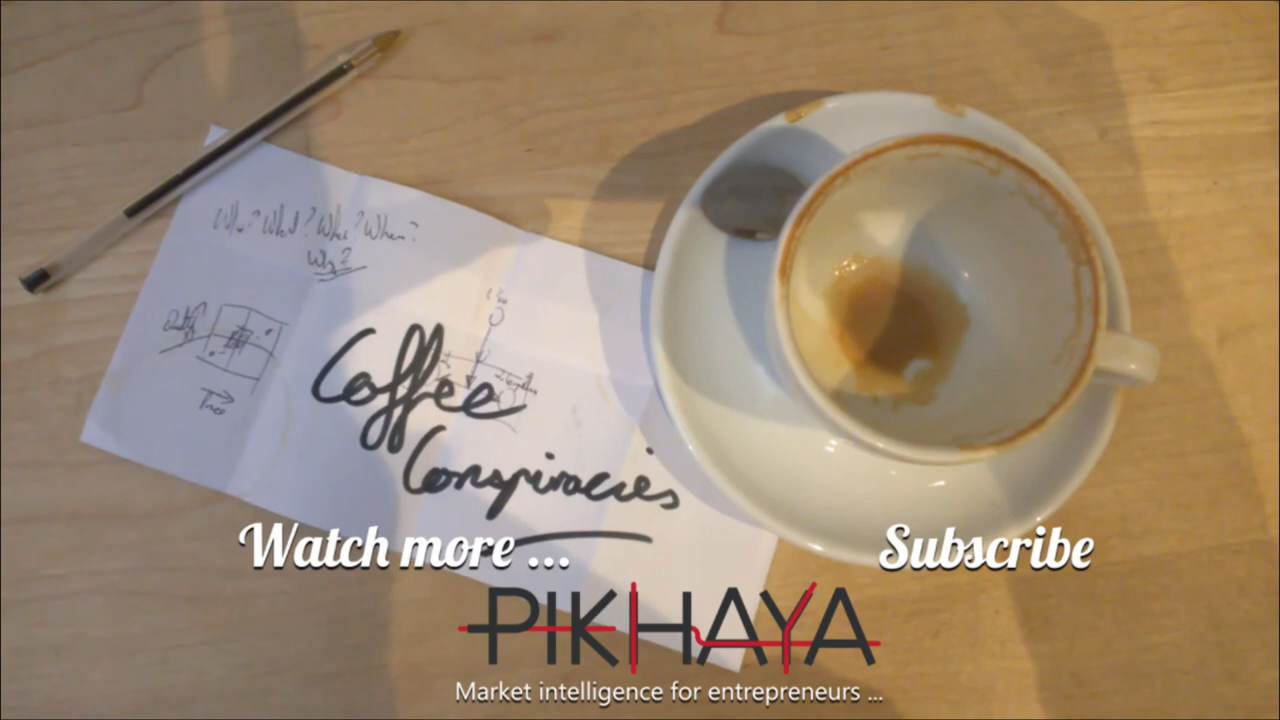 Who? What? Where? When?
Why?
Coffee
Conspiracies
Watch more ...
Subscribe
PIKHAYA
Market intelligence for entrepreneurs ...